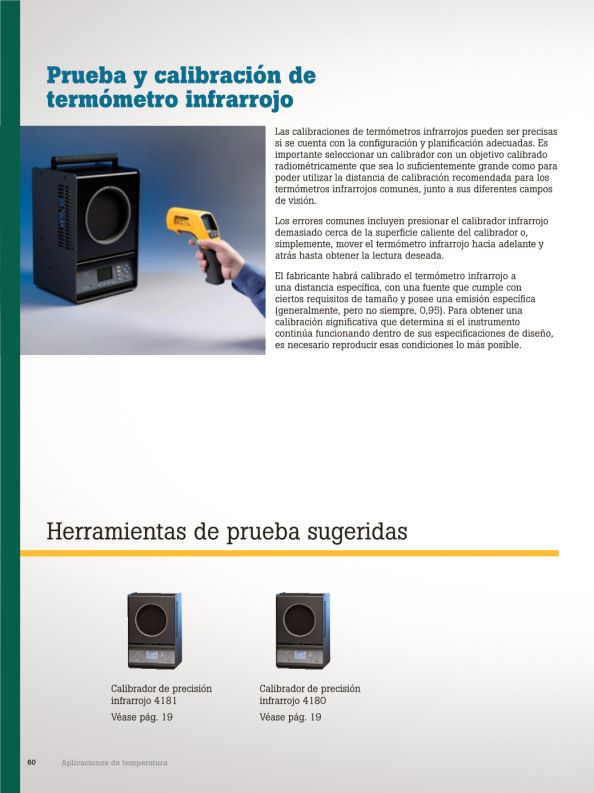 Prueba y calibración de
termómetro infrarrojo
Las calibraciones de termómetros infrarrojos pueden ser precisas
si se cuenta con la configuración y planificación adecuadas. Es
importante seleccionar un calibrador con un objetivo calibrado
radiométricamente que sea lo suficientemente grande como para
poder utilizar la distancia de calibración recomendada para los
termómetros infrarrojos comunes, junto a sus diferentes campos
de visión.
Los errores comunes incluyen presionar el calibrador infrarrojo
demasiado cerca de la superficie caliente del calibrador o,
simplemente, mover el termómetro infrarrojo hacia adelante y
atrás hasta obtener la lectura deseada.
El fabricante habrá calibrado el termómetro infrarrojo a
una distancia específica, con una fuente que cumple con
ciertos requisitos de tamaño y posee una emisión específica
(generalmente, pero no siempre, 0,95). Para obtener una
calibración significativa que determina si el instrumento
continúa funcionando dentro de sus especificaciones de diseño,
es necesario reproducir esas condiciones lo más posible.
Herramientas de prueba sugeridas
Calibrador de precisión
infrarrojo 4181
Véase pág. 19
Calibrador de precisión
infrarrojo 4180
Véase pág. 19
60 Aplicaciones de temperatura